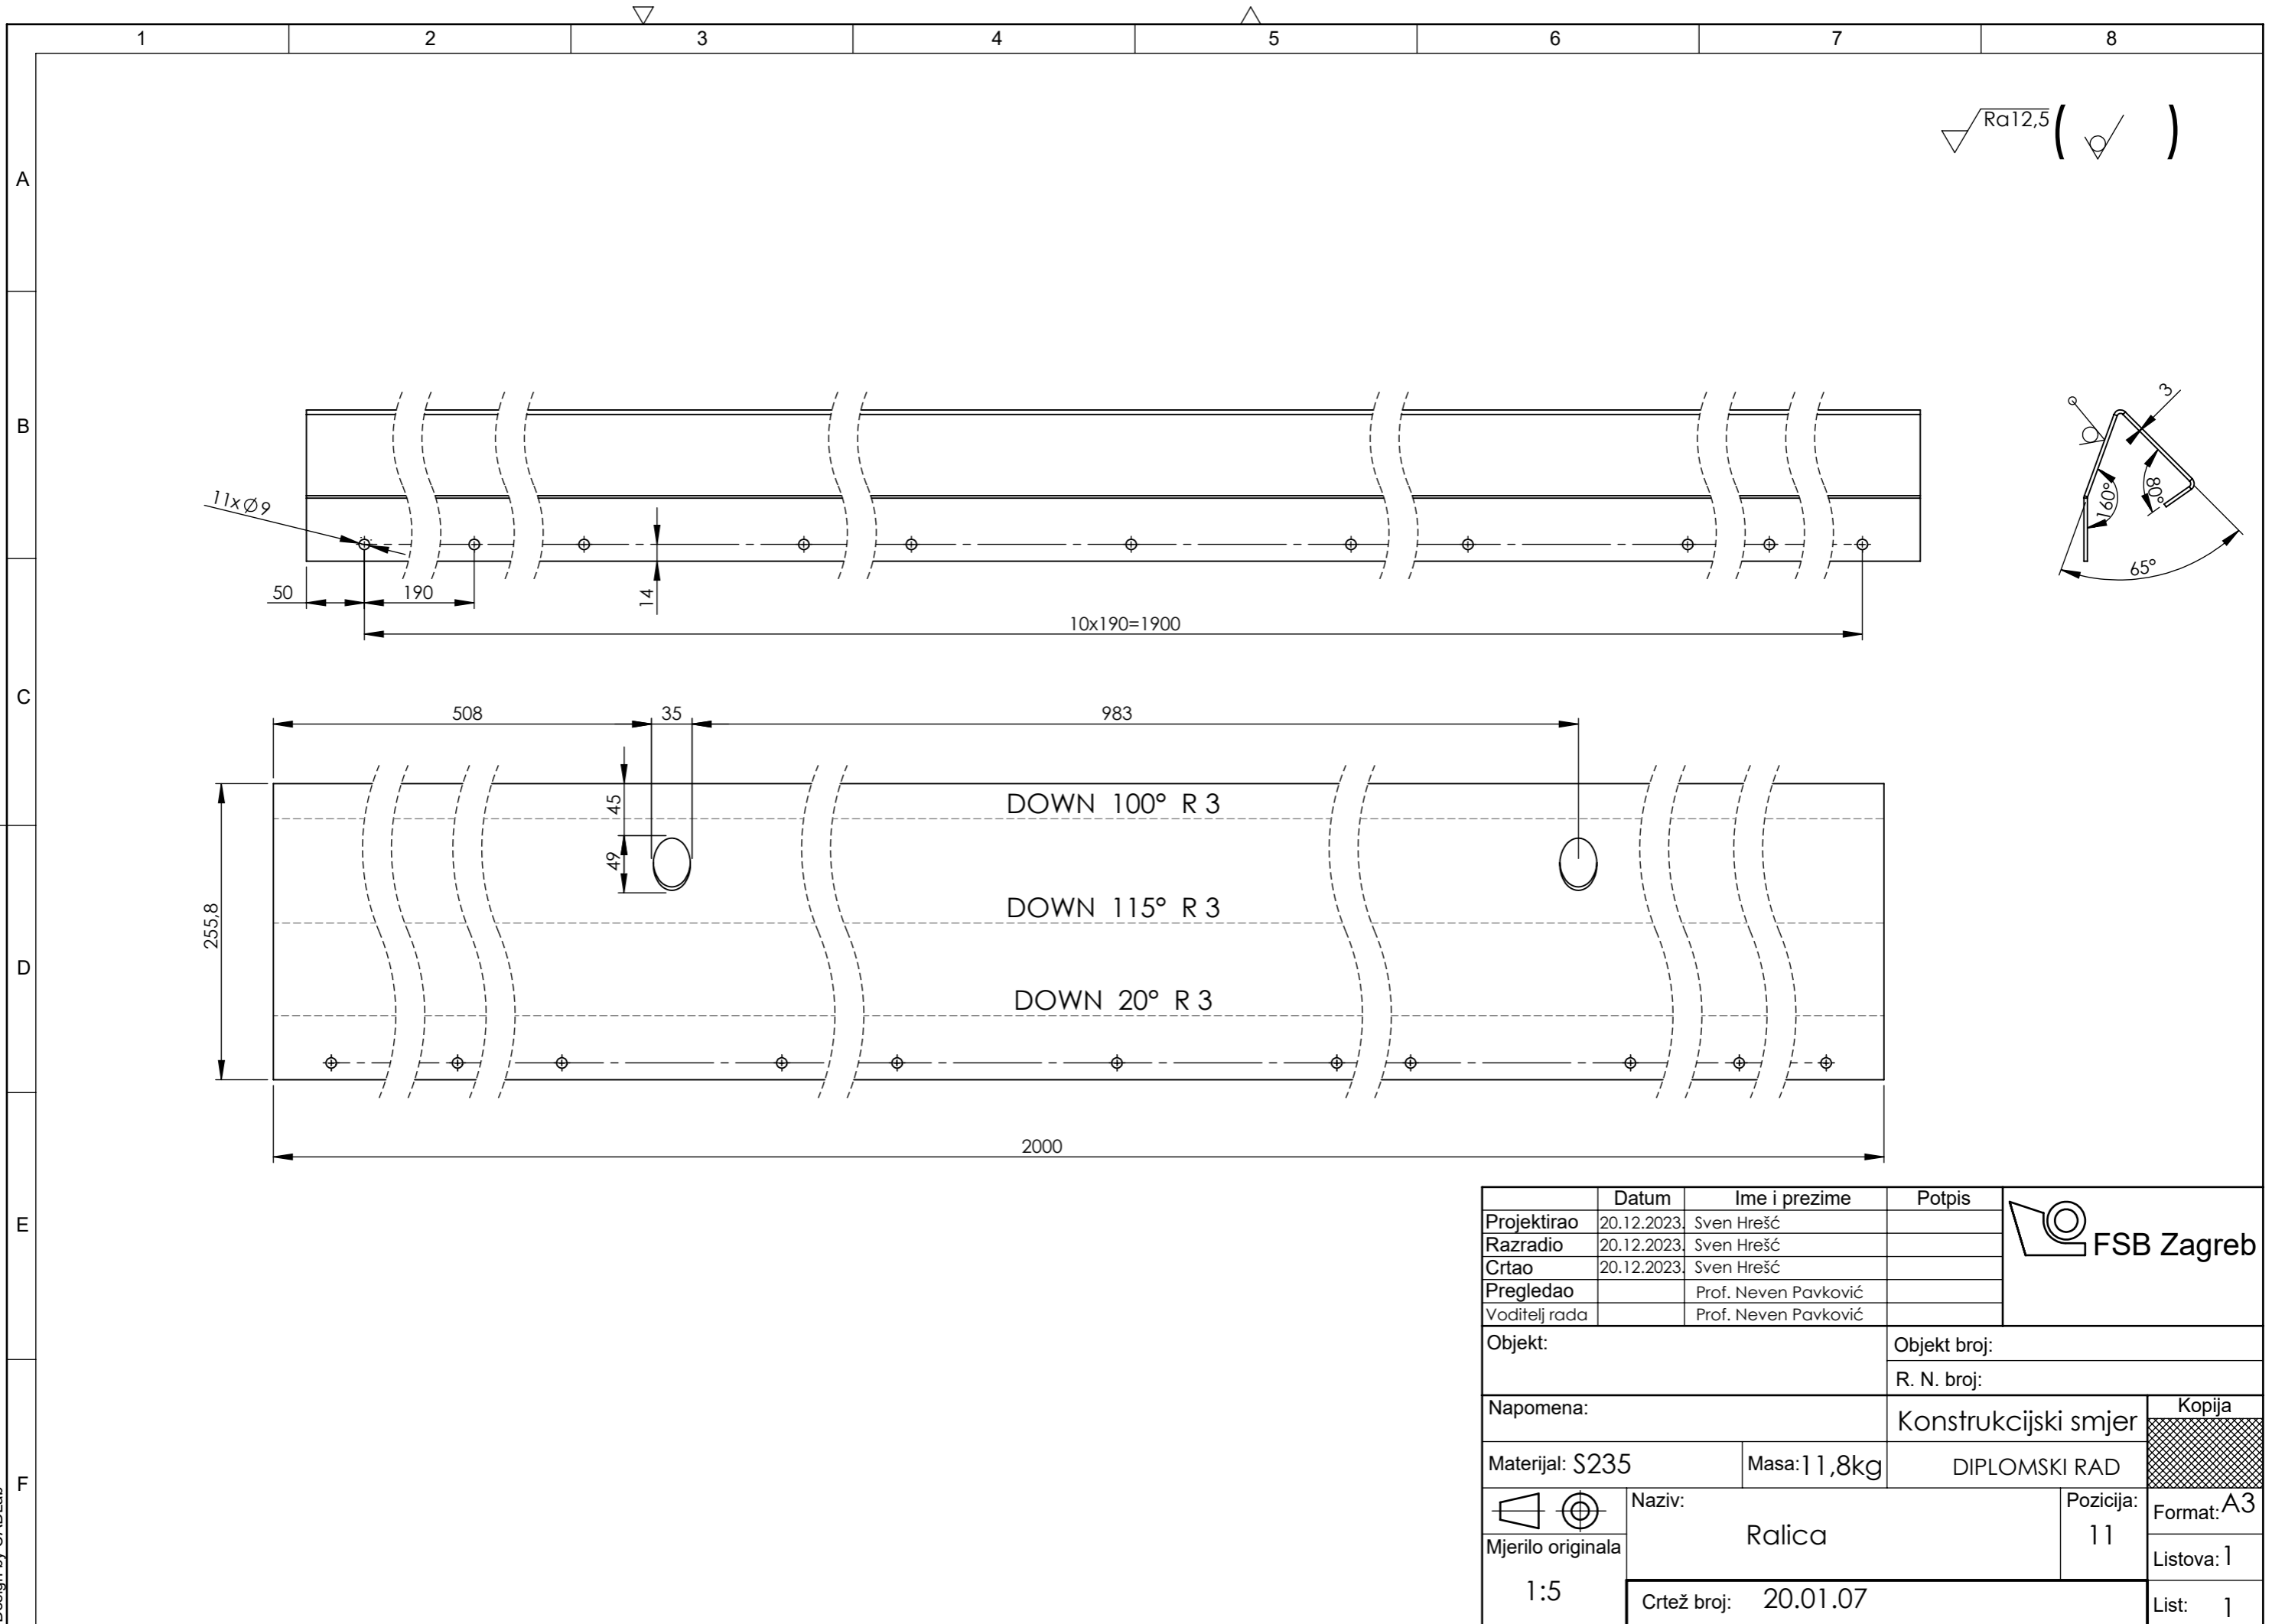 1 2 3 4 5 6 7 8
A
B
C
D
E
F
Ra12,5
11xØ9
50
190
14
10x190=1900
3
160°
80°
65°
508
35
983
45
49
255,8
DOWN 100° R 3
DOWN 115° R 3
DOWN 20° R 3
2000
Datum Ime i prezime Potpis
Projektirao 20.12.2023. Sven Hrešć
Razradio 20.12.2023. Sven Hrešć
Crtao 20.12.2023. Sven Hrešć
Pregledao Prof. Neven Pavković
Voditelj rada Prof. Neven Pavković
FSB Zagreb
Objekt:
Objekt broj:
R. N. broj:
Napomena:
Konstrukcijski smjer
Kopija
Materijal: S235
Masa: 11,8kg
DIPLOMSKI RAD
Naziv:
Ralica
Pozicija:
11
Format: A3
Mjerilo originala
1:5
Listova: 1
Crtež broj: 20.01.07
List: 1